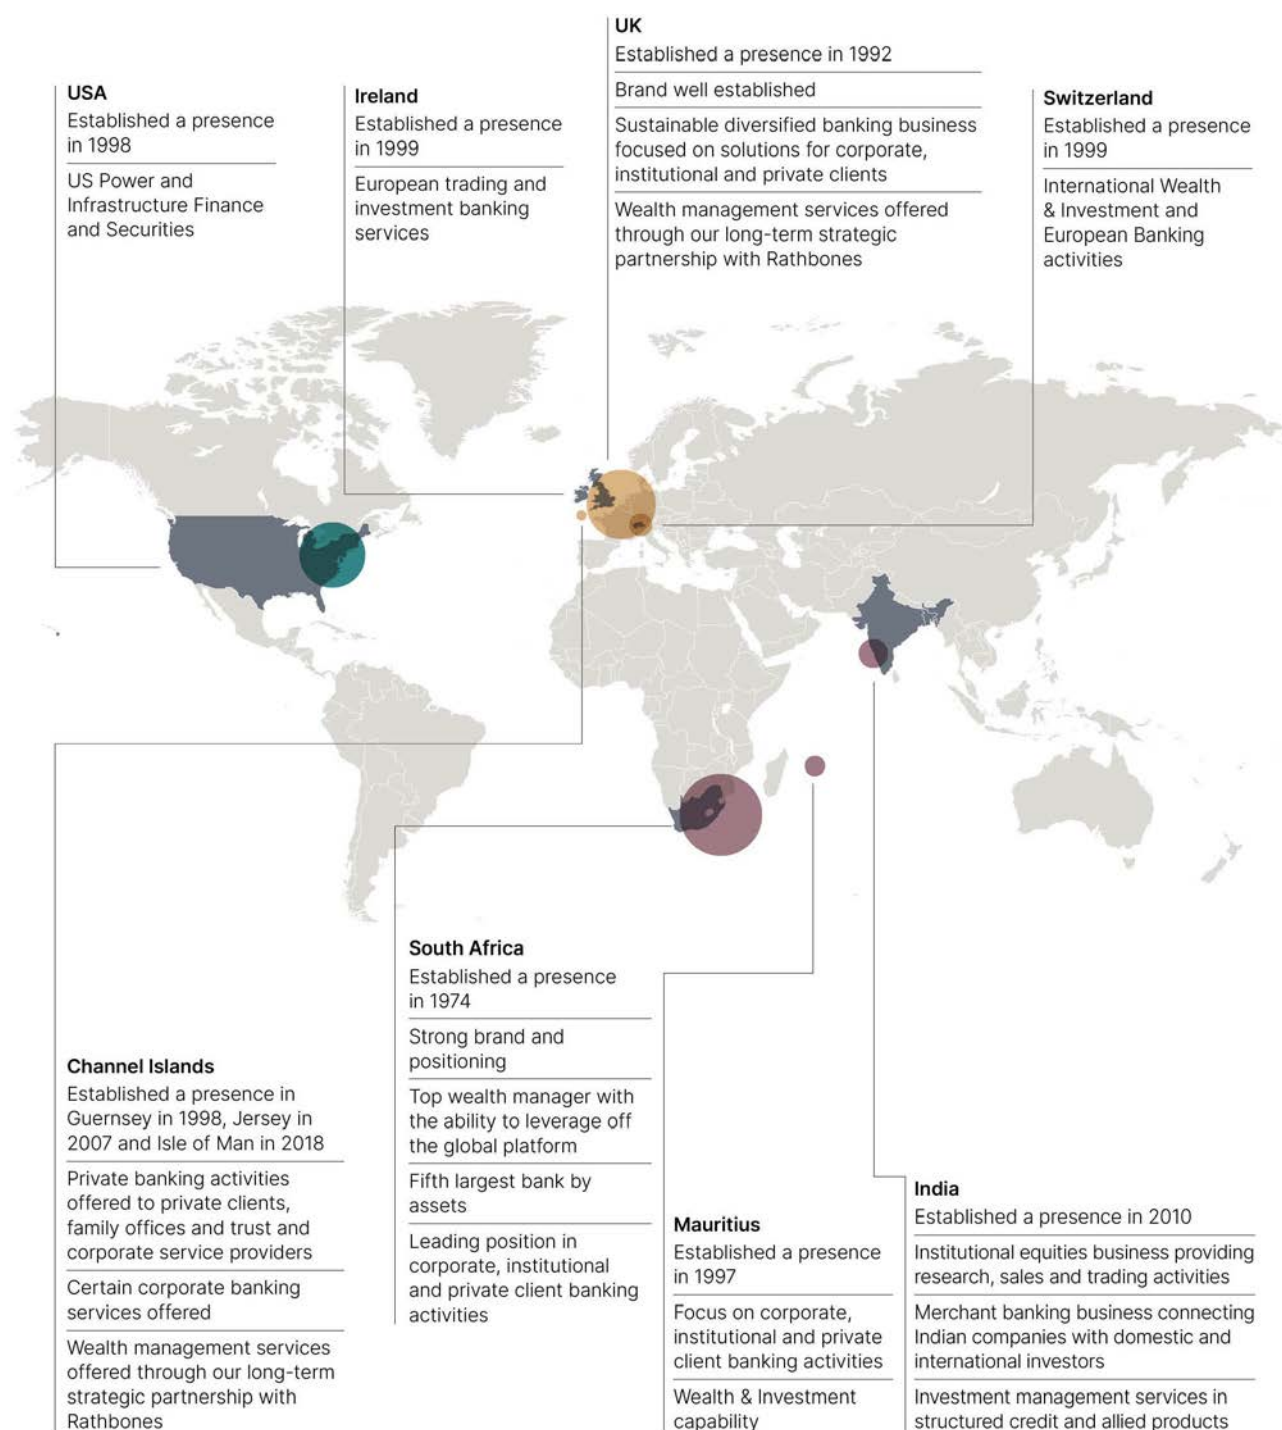 USA
Established a presence
in 1998
US Power and
Infrastructure Finance
and Securities
Ireland
Established a presence
in 1999
European trading and
investment banking
services
UK
Established a presence in 1992
Brand well established
Sustainable diversified banking business
focused on solutions for corporate,
institutional and private clients
Wealth management services offered
through our long-term strategic
partnership with Rathbones
Switzerland
Established a presence
in 1999
International Wealth
& Investment and
European Banking
activities
Channel Islands
Established a presence in
Guernsey in 1998, Jersey in
2007 and Isle of Man in 2018
Private banking activities
offered to private clients,
family offices and trust and
corporate service providers
Certain corporate banking
services offered
Wealth management services
offered through our long-term
strategic partnership with
Rathbones
South Africa
Established a presence
in 1974
Strong brand and
positioning
Top wealth manager with
the ability to leverage off
the global platform
Fifth largest bank by
assets
Leading position in
corporate, institutional
and private client banking
activities
Mauritius
Established a presence
in 1997
Focus on corporate,
institutional and private
client banking activities
Wealth & Investment
capability
India
Established a presence in 2010
Institutional equities business providing
research, sales and trading activities
Merchant banking business connecting
Indian companies with domestic and
international investors
Investment management services in
structured credit and allied products